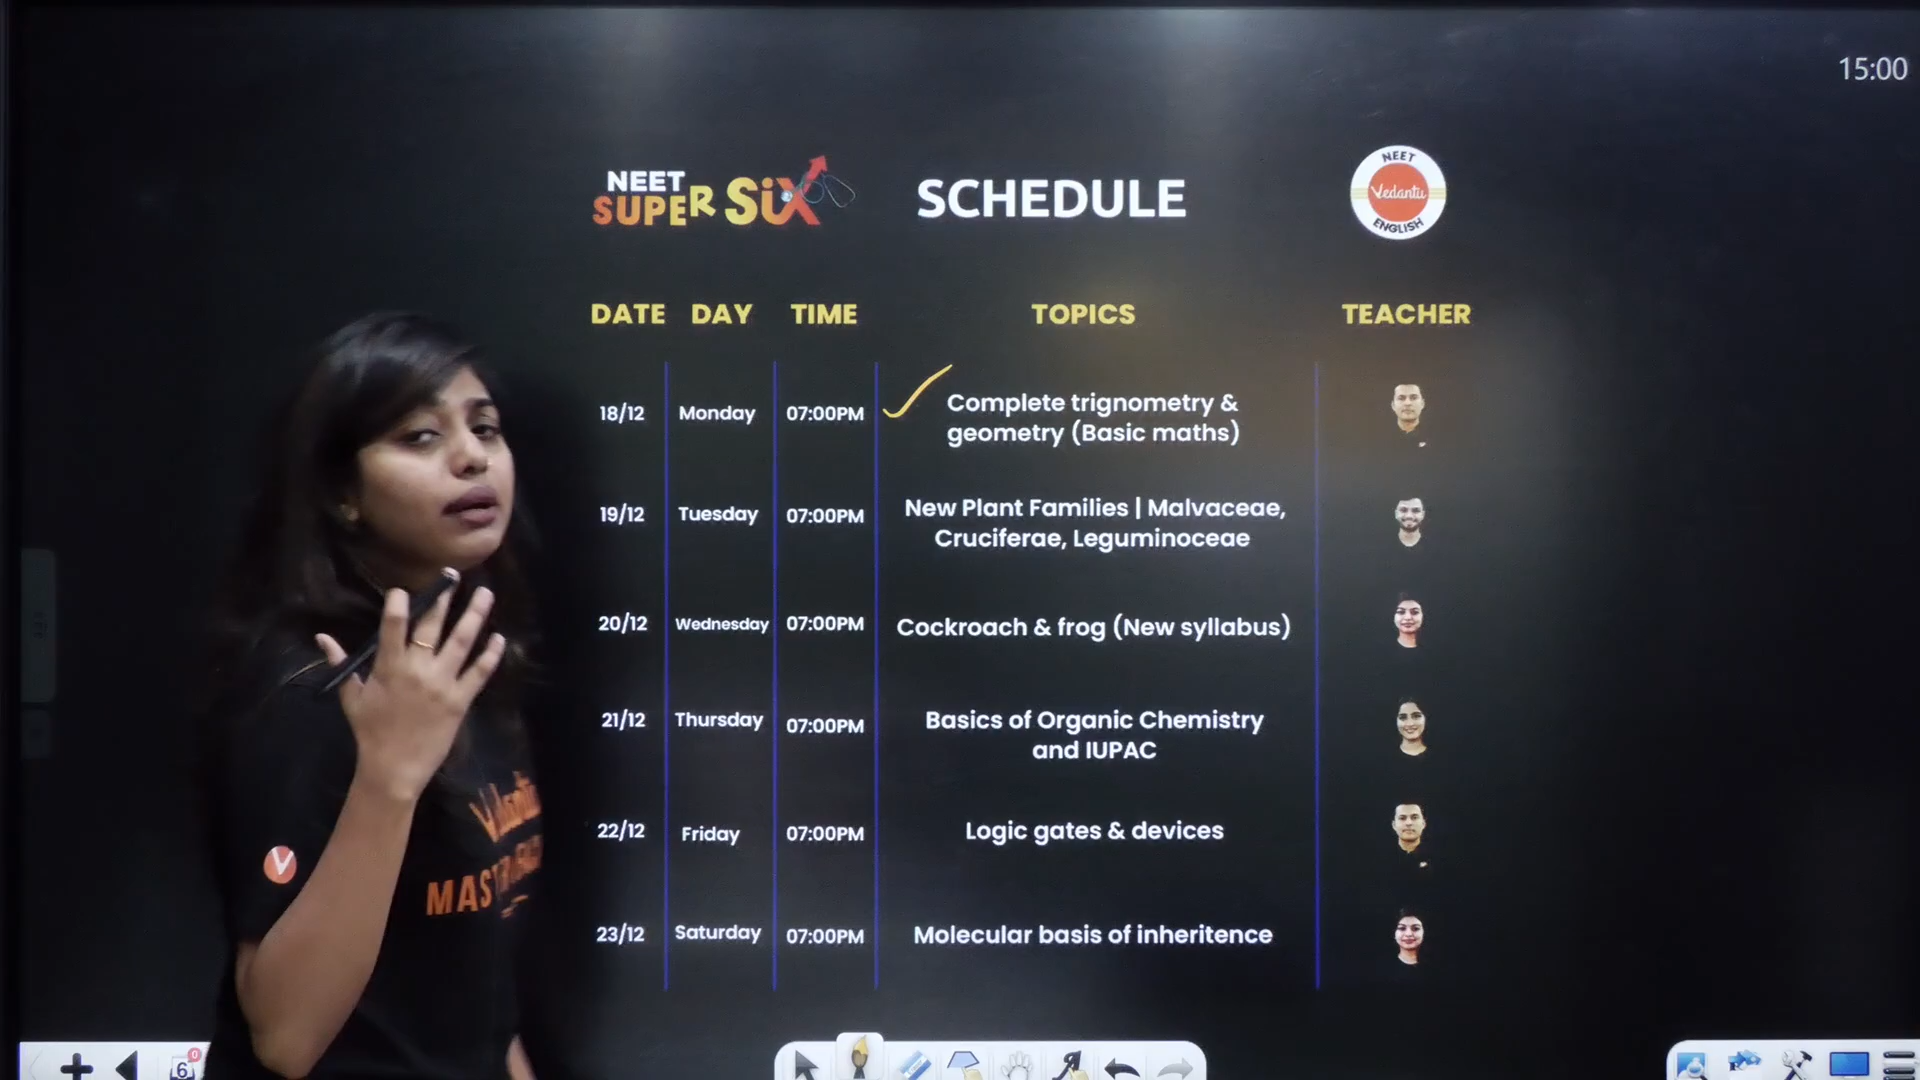 15:00
NEET
SUPER SiX
SCHEDULE
NEET
Vedantu
ENGLISH
DATE DAY TIME TOPICS TEACHER
18/12 Monday 07:00PM Complete trignometry &
geometry (Basic maths)
19/12 Tuesday 07:00PM New Plant Families | Malvaceae,
Cruciferae, Leguminoceae
20/12 Wednesday 07:00PM Cockroach & frog (New syllabus)
21/12 Thursday 07:00PM Basics of Organic Chemistry
and IUPAC
22/12 Friday 07:00PM Logic gates & devices
23/12 Saturday 07:00PM Molecular basis of inheritence
Vedantu
V
6
0